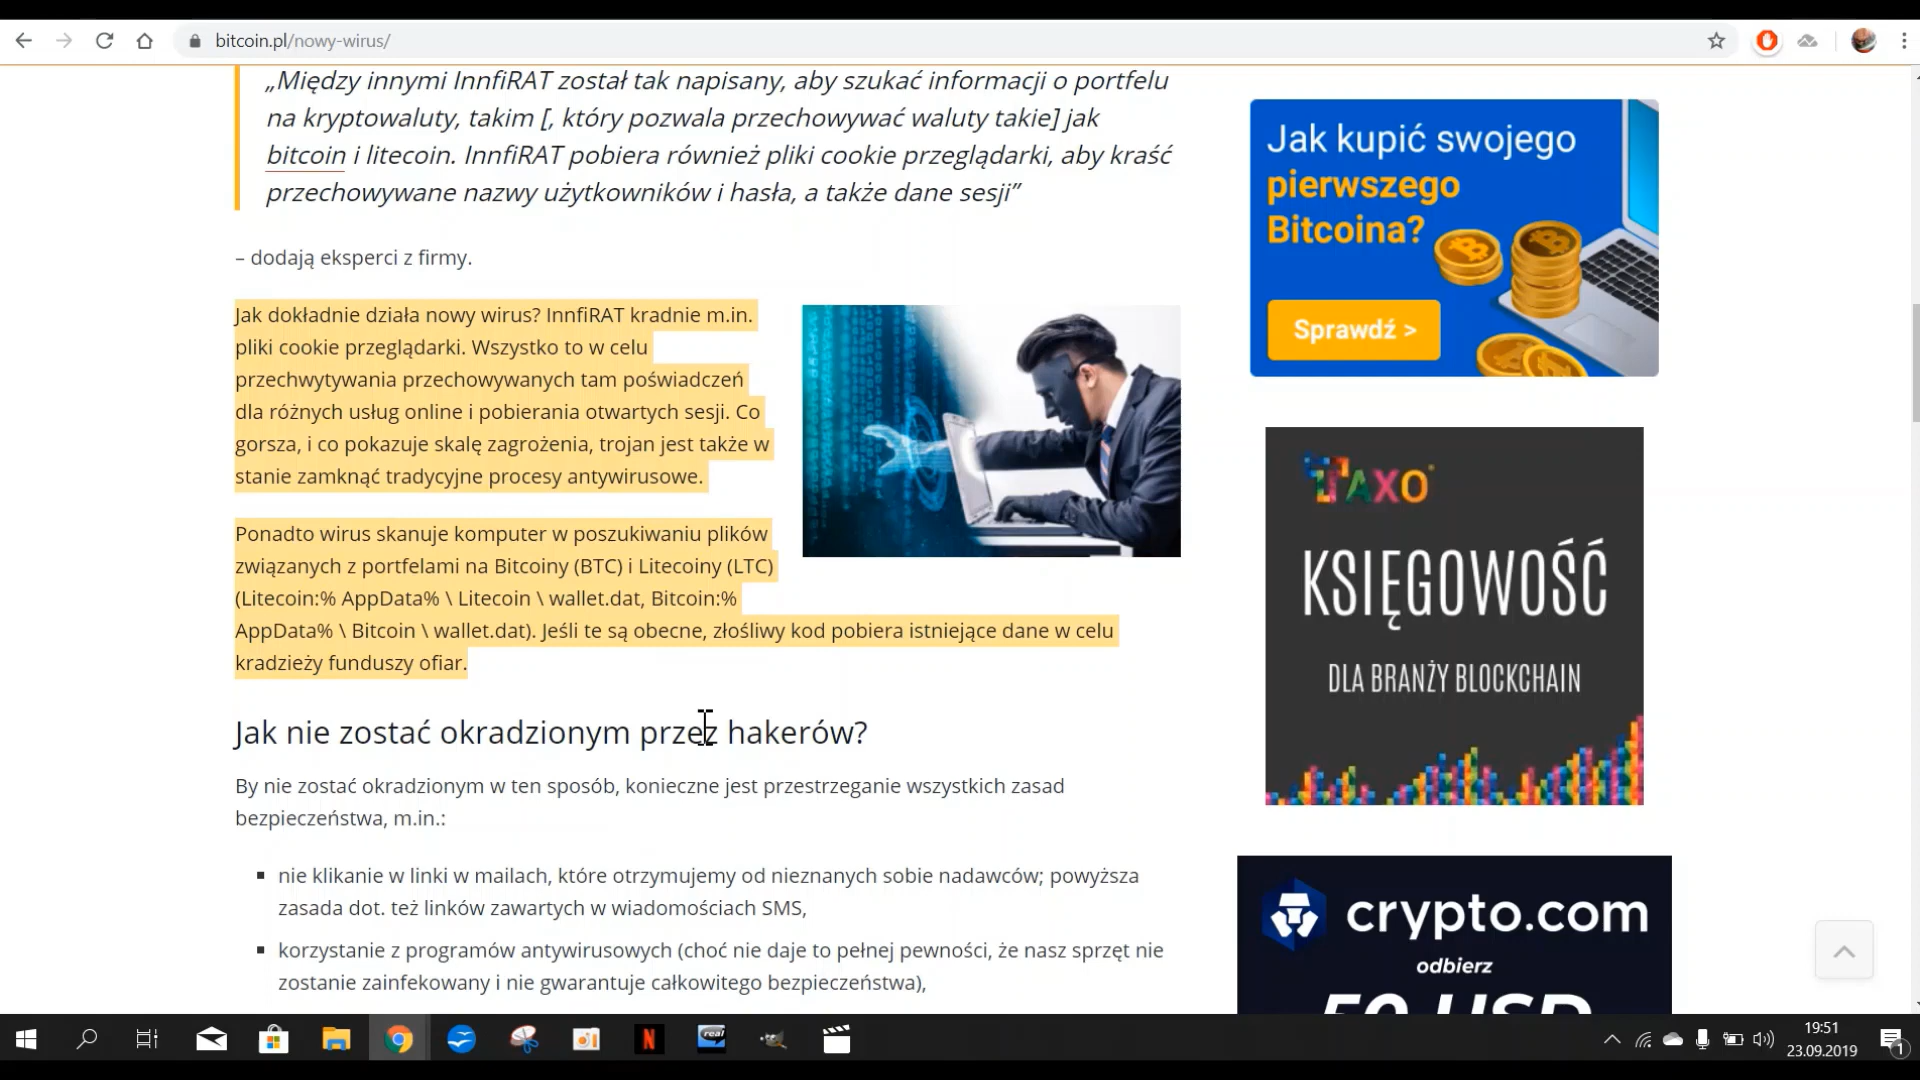 bitcoin.pl/nowy-wirus/
„Między innymi InnfiRAT został tak napisany, aby szukać informacji o portfelu
na kryptowaluty, takim [, który pozwala przechowywać waluty takie] jak
bitcoin i litecoin. InnfiRAT pobiera również pliki cookie przeglądarki, aby kraść
przechowywane nazwy użytkowników i hasła, a także dane sesji”
– dodają eksperci z firmy.
Jak dokładnie działa nowy wirus? InnfiRAT kradnie m.in.
pliki cookie przeglądarki. Wszystko to w celu
przechwytywania przechowywanych tam poświadczeń
dla różnych usług online i pobierania otwartych sesji. Co
gorsza, i co pokazuje skalę zagrożenia, trojan jest także w
stanie zamknąć tradycyjne procesy antywirusowe.
Ponadto wirus skanuje komputer w poszukiwaniu plików
związanych z portfelami na Bitcoiny (BTC) i Litecoiny (LTC)
(Litecoin:% AppData% \ Litecoin \ wallet.dat, Bitcoin:%
AppData% \ Bitcoin \ wallet.dat). Jeśli te są obecne, złośliwy kod pobiera istniejące dane w celu
kradzieży funduszy ofiar.
Jak nie zostać okradzionym przez hakerów?
By nie zostać okradzionym w ten sposób, konieczne jest przestrzeganie wszystkich zasad
bezpieczeństwa, m.in.:
▪ nie klikanie w linki w mailach, które otrzymujemy od nieznanych sobie nadawców; powyższa
zasada dot. też linków zawartych w wiadomościach SMS,
▪ korzystanie z programów antywirusowych (choć nie daje to pełnej pewności, że nasz sprzęt nie
zostanie zainfekowany i nie gwarantuje całkowitego bezpieczeństwa),
Jak kupić swojego
pierwszego
Bitcoina?
Sprawdź >
TAXO
KSIĘGOWOŚĆ
DLA BRANŻY BLOCKCHAIN
crypto.com
odbierz
50 USD
real
N
19:51
23.09.2019
1